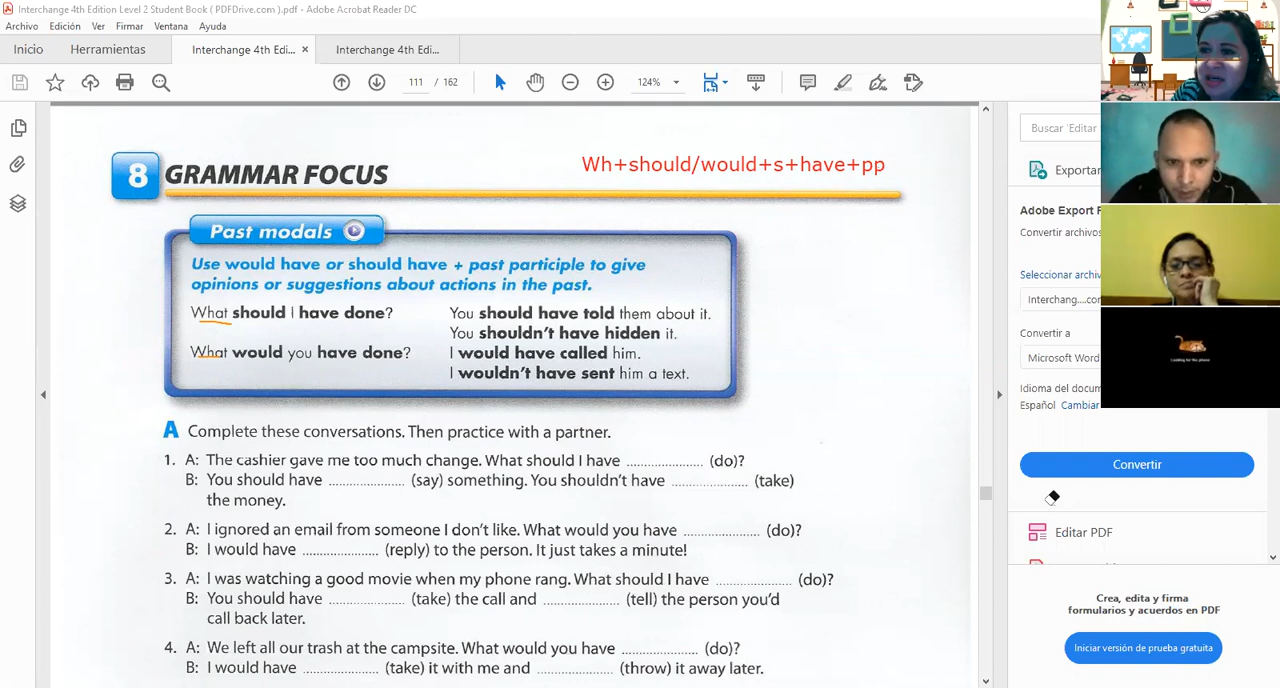 Interchange 4th Edition Level 2 Student Book ( PDFDrive.com ).pdf - Adobe Acrobat Reader DC
Archivo Edición Ver Firmar Ventana Ayuda
Inicio Herramientas Interchange 4th Edi... × Interchange 4th Edi...
111 / 162 124%
Buscar 'Editar
Exportar
Adobe Export
Convertir archivos
Seleccionar archiv
Interchang....con
Convertir a
Microsoft Word
Idioma del docum
Español Cambiar
Convertir
Editar PDF
Crea, edita y firma
formularios y acuerdos en PDF
Iniciar versión de prueba gratuita
8 GRAMMAR FOCUS
Wh+should/would+s+have+pp
Past modals
Use would have or should have + past participle to give
opinions or suggestions about actions in the past.
What should I have done? You should have told them about it.
You shouldn't have hidden it.
What would you have done? I would have called him.
I wouldn't have sent him a text.
A Complete these conversations. Then practice with a partner.
1. A: The cashier gave me too much change. What should I have .................... (do)?
B: You should have .................... (say) something. You shouldn't have .................... (take)
the money.
2. A: I ignored an email from someone I don't like. What would you have .................... (do)?
B: I would have .................... (reply) to the person. It just takes a minute!
3. A: I was watching a good movie when my phone rang. What should I have .................... (do)?
B: You should have .................... (take) the call and .................... (tell) the person you'd
call back later.
4. A: We left all our trash at the campsite. What would you have .................... (do)?
B: I would have .................... (take) it with me and .................... (throw) it away later.